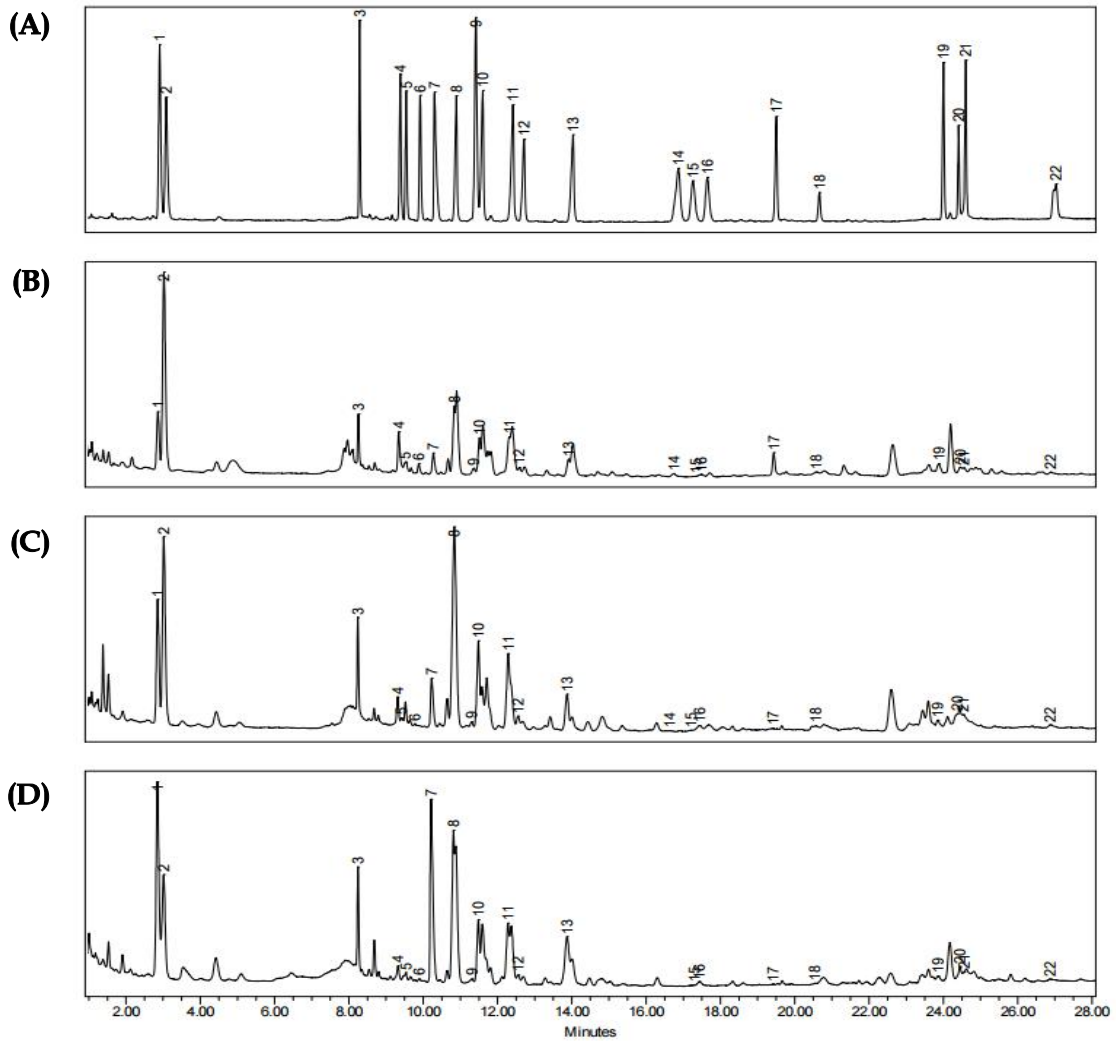 (A)
1 2 3 4 5 6 7 8 9 10 11 12 13 14 15 16 17 18 19 20 21 22
(B)
1 2 3 4 5 6 7 8 9 10 11 12 13 14 15 16 17 18 19 20 21 22
(C)
1 2 3 4 5 6 7 8 9 10 11 12 13 14 15 16 17 18 19 20 21 22
(D)
1 2 3 4 5 6 7 8 9 10 11 12 13 15 16 17 18 19 20 21 22
2.00 4.00 6.00 8.00 10.00 12.00 14.00 16.00 18.00 20.00 22.00 24.00 26.00 28.00
Minutes